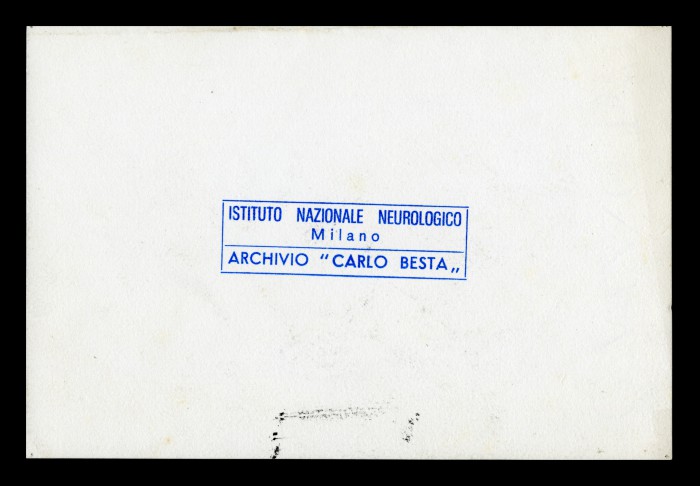 ISTITUTO NAZIONALE NEUROLOGICO
Milano
ARCHIVIO "CARLO BESTA„